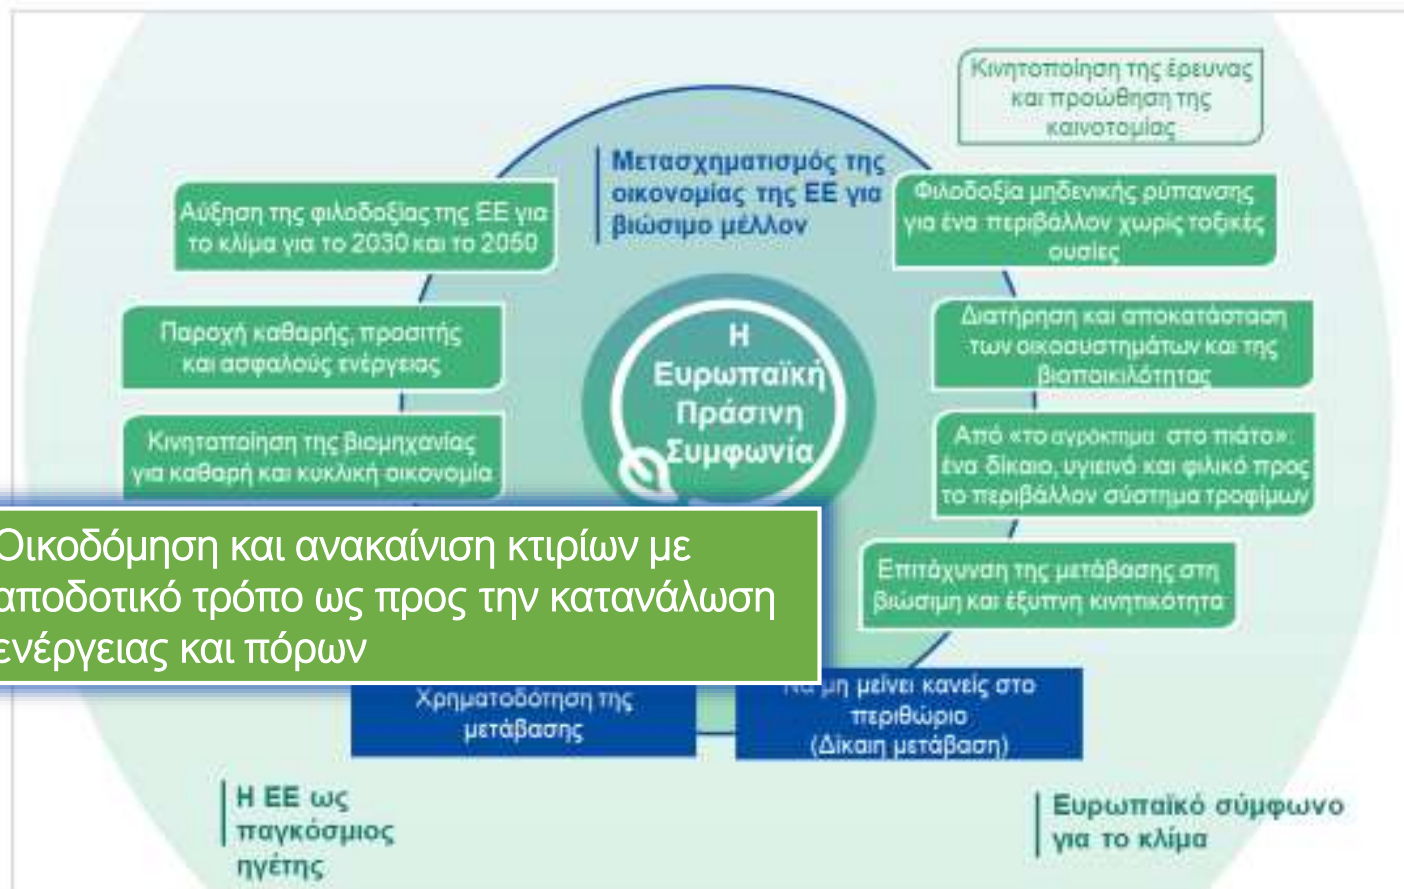 Κινητοποίηση της έρευνας
και προώθηση της
καινοτομίας
Μετασχηματισμός της
οικονομίας της ΕΕ για
βιώσιμο μέλλον
Αύξηση της φιλοδοξίας της ΕΕ για
το κλίμα για το 2030 και το 2050
Φιλοδοξία μηδενικής ρύπανσης
για ένα περιβάλλον χωρίς τοξικές
ουσίες
Παροχή καθαρής, προσιτής
και ασφαλούς ενέργειας
Η
Ευρωπαϊκή
Πράσινη
Συμφωνία
Διατήρηση και αποκατάσταση
των οικοσυστημάτων και της
βιοποικιλότητας
Κινητοποίηση της βιομηχανίας
για καθαρή και κυκλική οικονομία
Από «το αγρόκτημα στο πιάτο»:
ένα δίκαιο, υγιεινό και φιλικό προς
το περιβάλλον σύστημα τροφίμων
Οικοδόμηση και ανακαίνιση κτιρίων με
αποδοτικό τρόπο ως προς την κατανάλωση
ενέργειας και πόρων
Επιτάχυνση της μετάβασης στη
βιώσιμη και έξυπνη κινητικότητα
Χρηματοδότηση της
μετάβασης
Να μη μείνει κανείς στο
περιθώριο
(Δίκαιη μετάβαση)
Η ΕΕ ως
παγκόσμιος
ηγέτης
Ευρωπαϊκό σύμφωνο
για το κλίμα